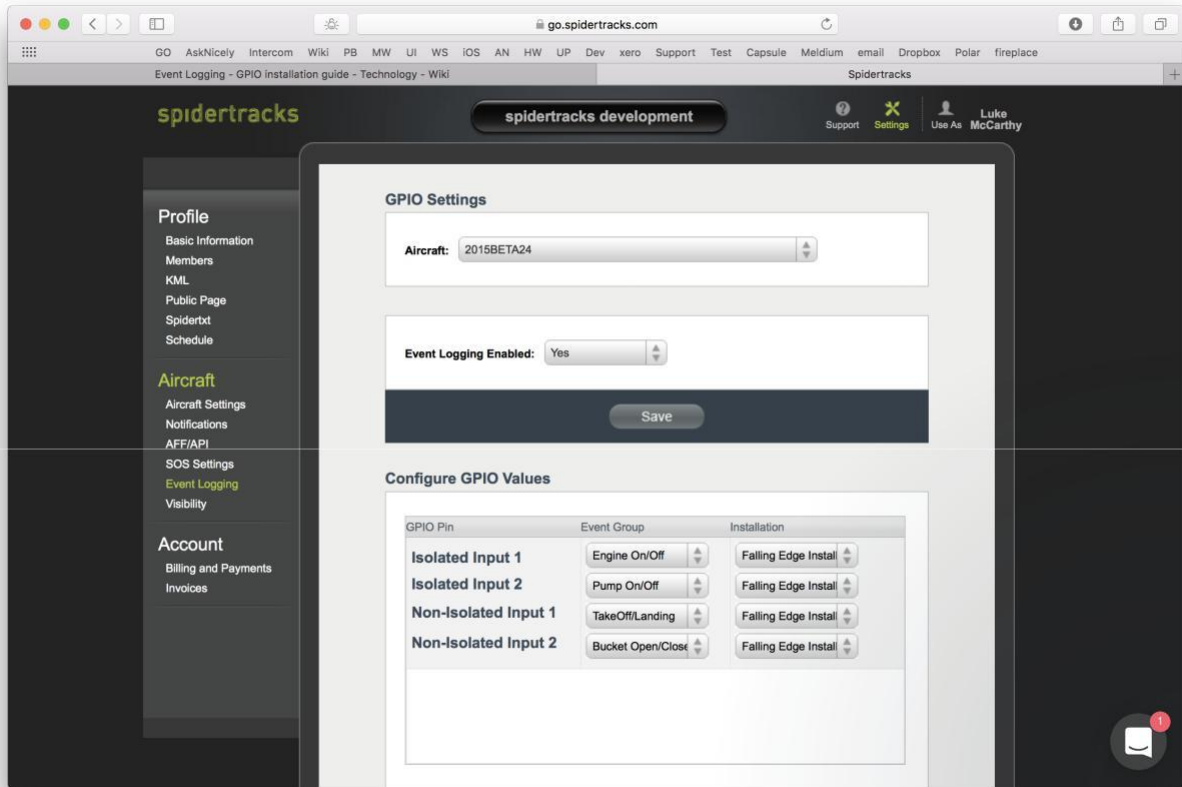 go.spidertracks.com
GO AskNicely Intercom Wiki PB MW UI WS iOS AN HW UP Dev xero Support Test Capsule Meldium email Dropbox Polar fireplace
Event Logging - GPIO installation guide - Technology - Wiki
Spidertracks
spidertracks
spidertracks development
Support
Settings
Use As
Luke
McCarthy
Profile
Basic Information
Members
KML
Public Page
Spidertxt
Schedule
Aircraft
Aircraft Settings
Notifications
AFF/API
SOS Settings
Event Logging
Visibility
Account
Billing and Payments
Invoices
GPIO Settings
Aircraft: 2015BETA24
Event Logging Enabled: Yes
Save
Configure GPIO Values
GPIO Pin Event Group Installation
Isolated Input 1 Engine On/Off Falling Edge Instal
Isolated Input 2 Pump On/Off Falling Edge Instal
Non-Isolated Input 1 TakeOff/Landing Falling Edge Instal
Non-Isolated Input 2 Bucket Open/Close Falling Edge Instal
1